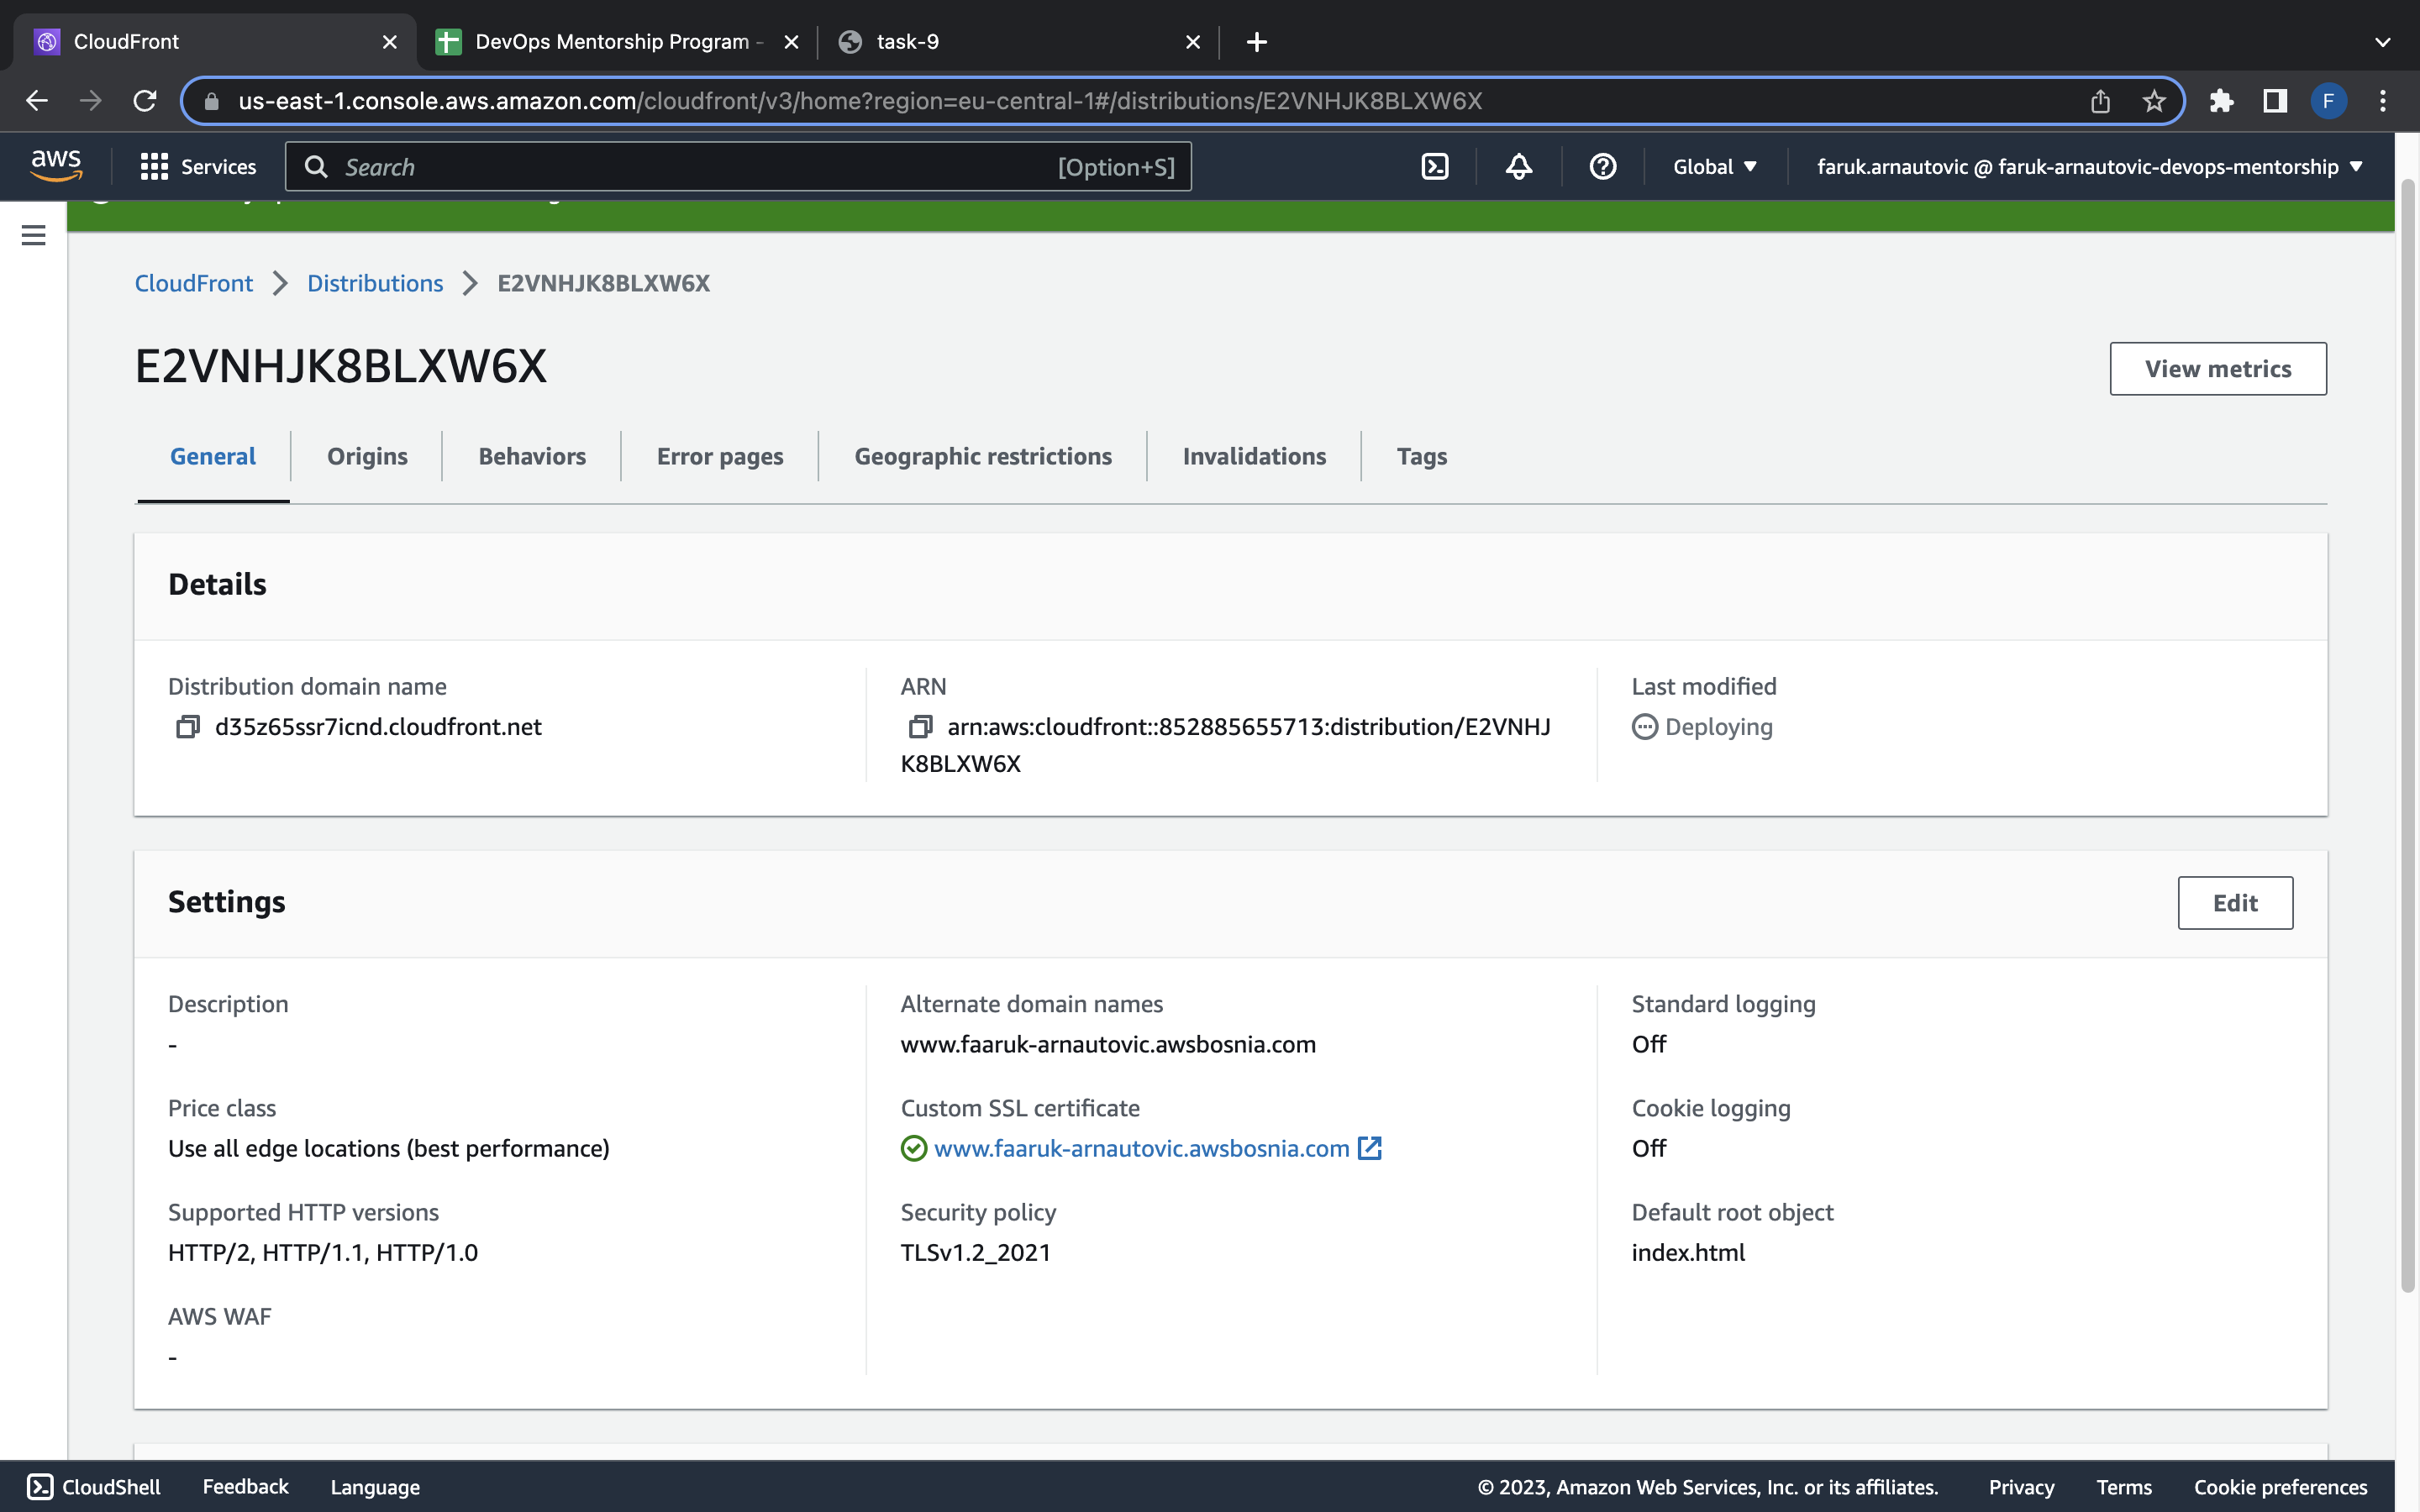 CloudFront
DevOps Mentorship Program -
task-9
us-east-1.console.aws.amazon.com/cloudfront/v3/home?region=eu-central-1#/distributions/E2VNHJK8BLXW6X
F
aws
Services
Search
[Option+S]
Global
faruk.arnautovic @ faruk-arnautovic-devops-mentorship
CloudFront
Distributions
E2VNHJK8BLXW6X
E2VNHJK8BLXW6X
View metrics
General
Origins
Behaviors
Error pages
Geographic restrictions
Invalidations
Tags
Details
Distribution domain name
d35z65ssr7icnd.cloudfront.net
ARN
arn:aws:cloudfront::852885655713:distribution/E2VNHJ
K8BLXW6X
Last modified
Deploying
Settings
Edit
Description
-
Price class
Use all edge locations (best performance)
Supported HTTP versions
HTTP/2, HTTP/1.1, HTTP/1.0
AWS WAF
-
Alternate domain names
www.faaruk-arnautovic.awsbosnia.com
Custom SSL certificate
www.faaruk-arnautovic.awsbosnia.com
Security policy
TLSv1.2_2021
Standard logging
Off
Cookie logging
Off
Default root object
index.html
CloudShell
Feedback
Language
© 2023, Amazon Web Services, Inc. or its affiliates.
Privacy
Terms
Cookie preferences